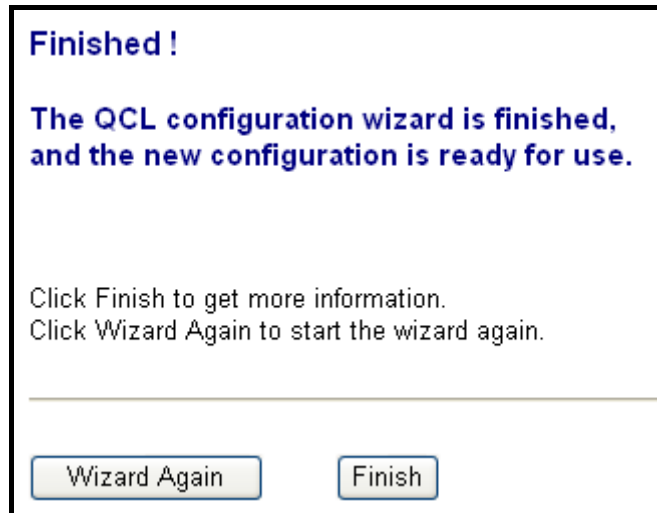 Finished !
The QCL configuration wizard is finished,
and the new configuration is ready for use.
Click Finish to get more information.
Click Wizard Again to start the wizard again.
Wizard Again
Finish